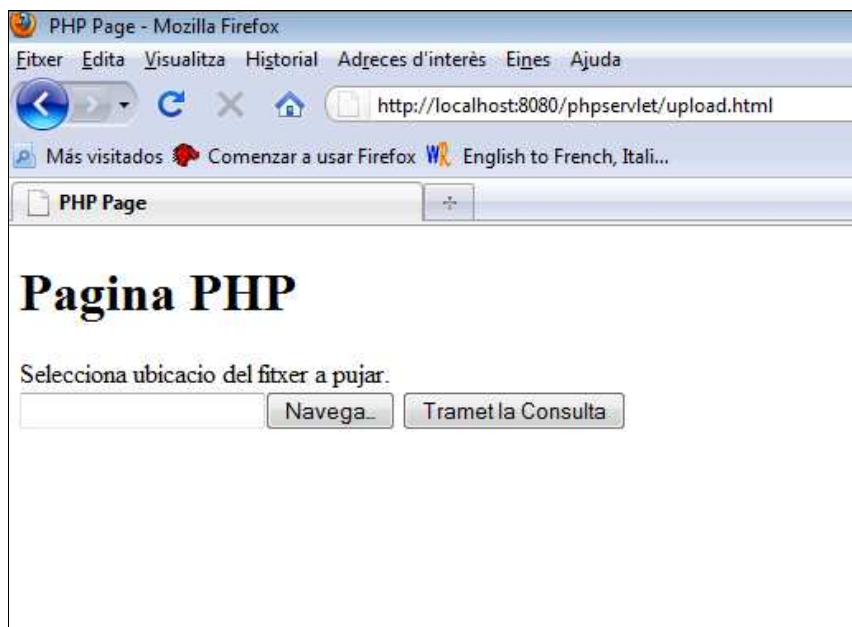 PHP Page - Mozilla Firefox
Fitxer Edita Visualitza Historial Adreces d'interès Eines Ajuda
http://localhost:8080/phpservlet/upload.html
Más visitados Comenzar a usar Firefox WR English to French, Itali...
PHP Page
Pagina PHP
Selecciona ubicacio del fitxer a pujar.
Navega... Tramet la Consulta